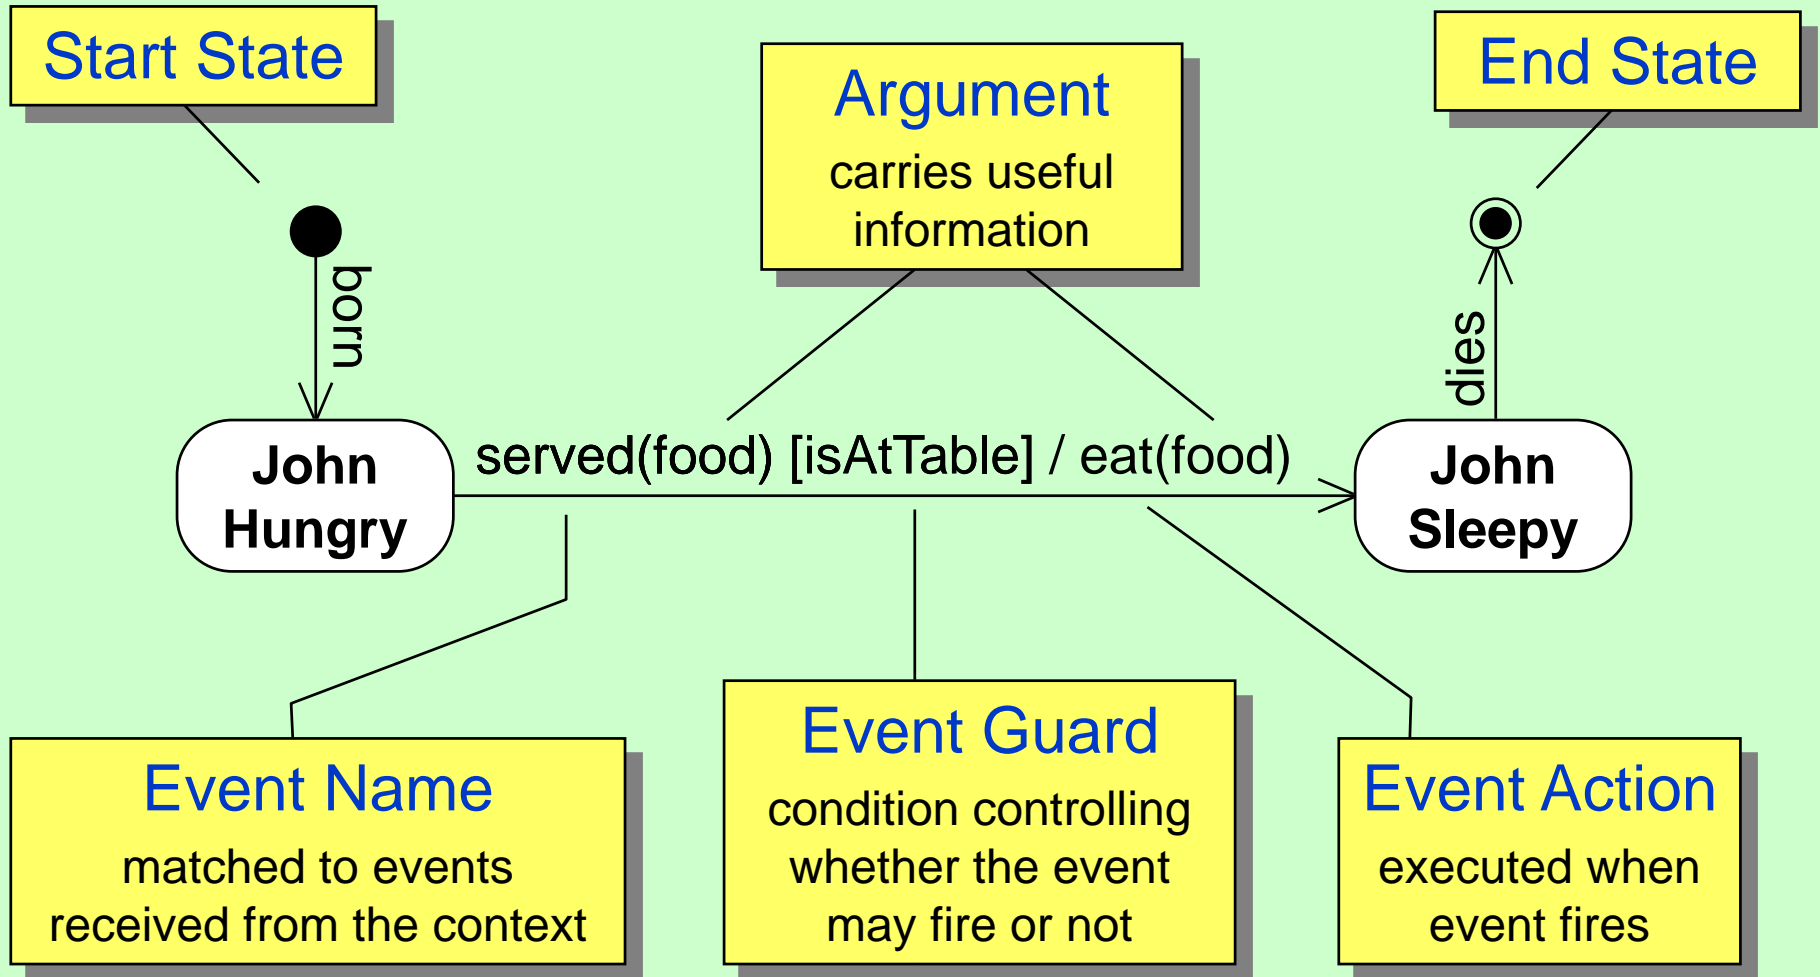 Start State
Argument
carries useful
information
End State
born
dies
John
Hungry
served(food) [isAtTable] / eat(food)
John
Sleepy
Event Name
matched to events
received from the context
Event Guard
condition controlling
whether the event
may fire or not
Event Action
executed when
event fires